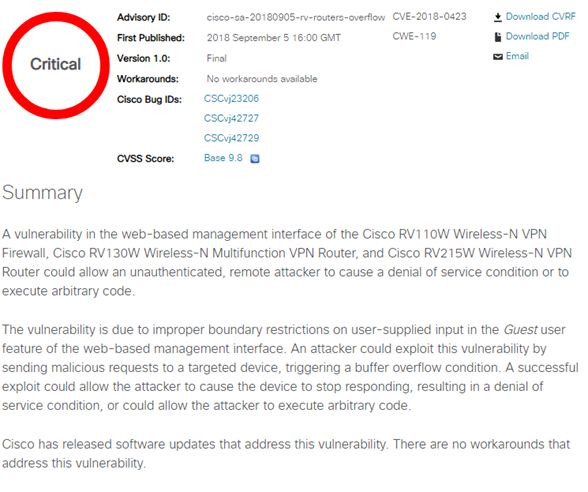 Critical
Advisory ID: cisco-sa-20180905-rv-routers-overflow CVE-2018-0423 Download CVRF
First Published: 2018 September 5 16:00 GMT CWE-119 Download PDF
Version 1.0: Final Email
Workarounds: No workarounds available
Cisco Bug IDs: CSCvj23206
CSCvj42727
CSCvj42729
CVSS Score: Base 9.8
Summary
A vulnerability in the web-based management interface of the Cisco RV110W Wireless-N VPN
Firewall, Cisco RV130W Wireless-N Multifunction VPN Router, and Cisco RV215W Wireless-N VPN
Router could allow an unauthenticated, remote attacker to cause a denial of service condition or to
execute arbitrary code.
The vulnerability is due to improper boundary restrictions on user-supplied input in the Guest user
feature of the web-based management interface. An attacker could exploit this vulnerability by
sending malicious requests to a targeted device, triggering a buffer overflow condition. A successful
exploit could allow the attacker to cause the device to stop responding, resulting in a denial of
service condition, or could allow the attacker to execute arbitrary code.
Cisco has released software updates that address this vulnerability. There are no workarounds that
address this vulnerability.